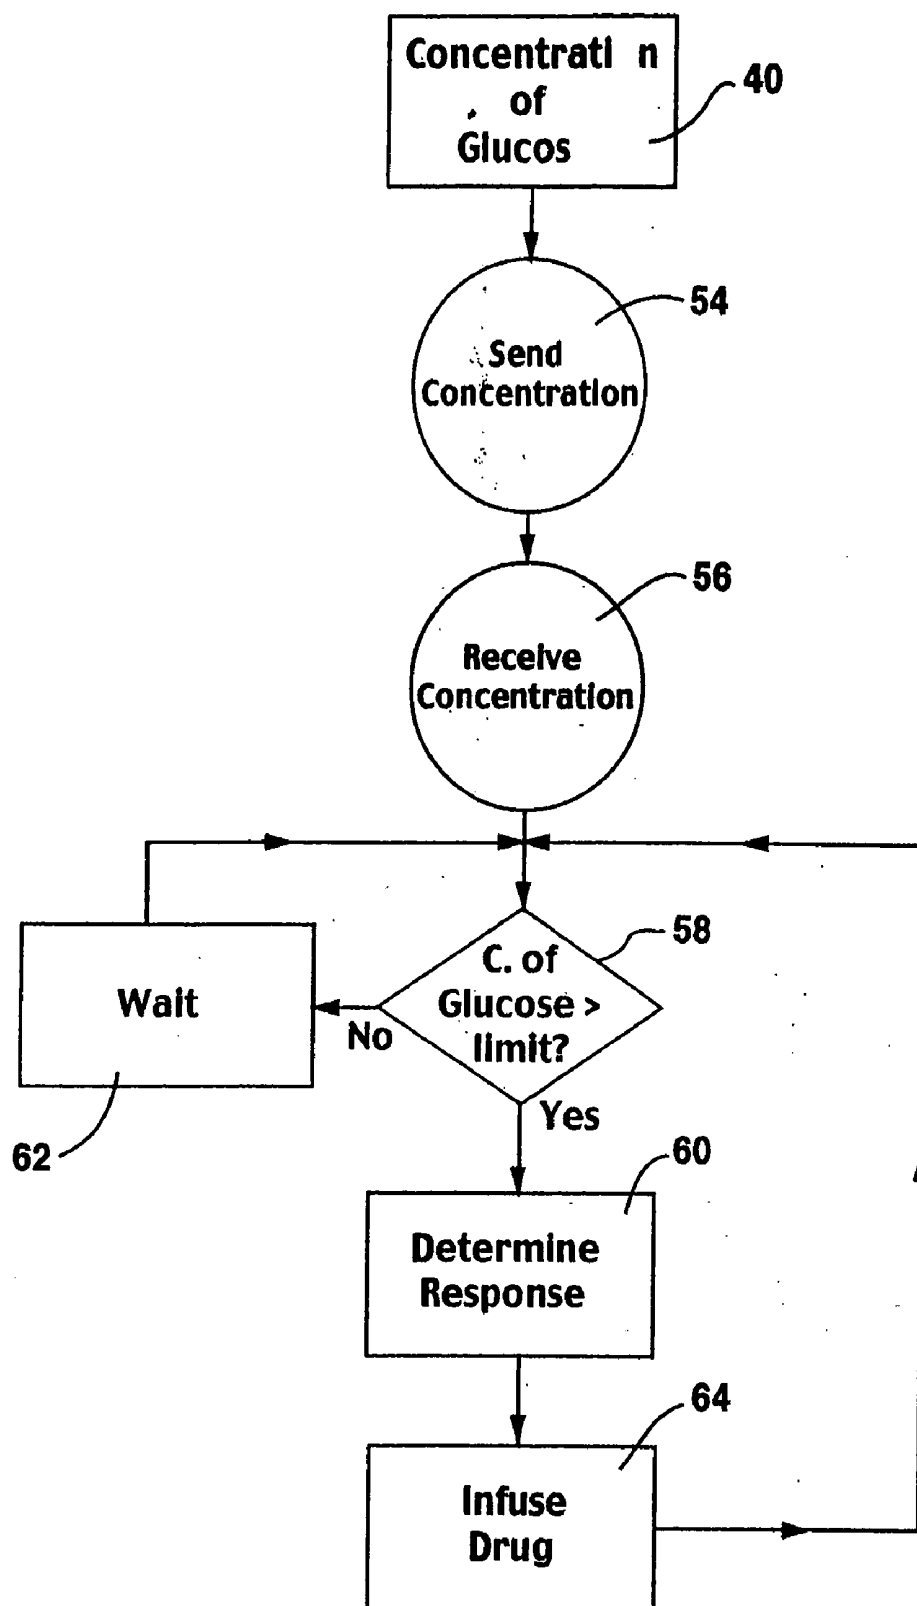 Concentrati n
of
Glucos
40
Send
Concentration
54
Receive
Concentration
56
C. of
Glucose >
limit?
58
No
Wait
62
Yes
Determine
Response
60
Infuse
Drug
64